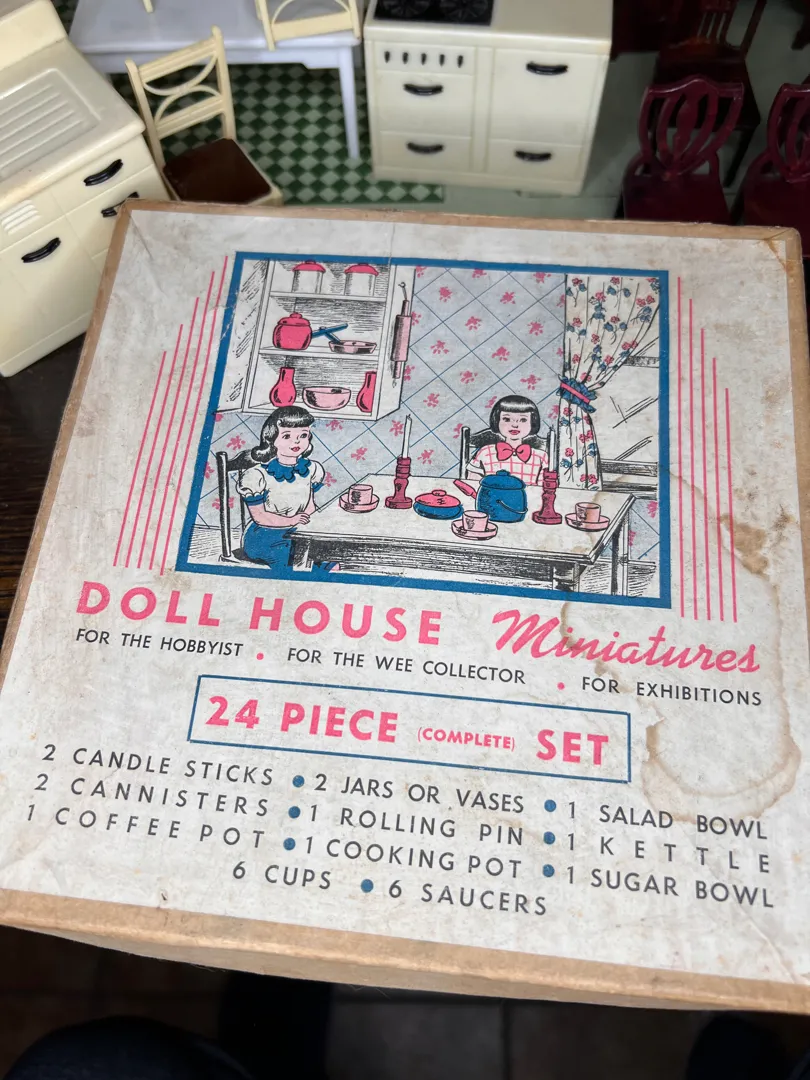 DOLL HOUSE Miniatures
FOR THE HOBBYIST • FOR THE WEE COLLECTOR • FOR EXHIBITIONS
24 PIECE (COMPLETE) SET
2 CANDLE STICKS • 2 JARS OR VASES • 1 SALAD BOWL
2 CANNISTERS • 1 ROLLING PIN • 1 KETTLE
1 COFFEE POT • 1 COOKING POT • 1 SUGAR BOWL
6 CUPS • 6 SAUCERS